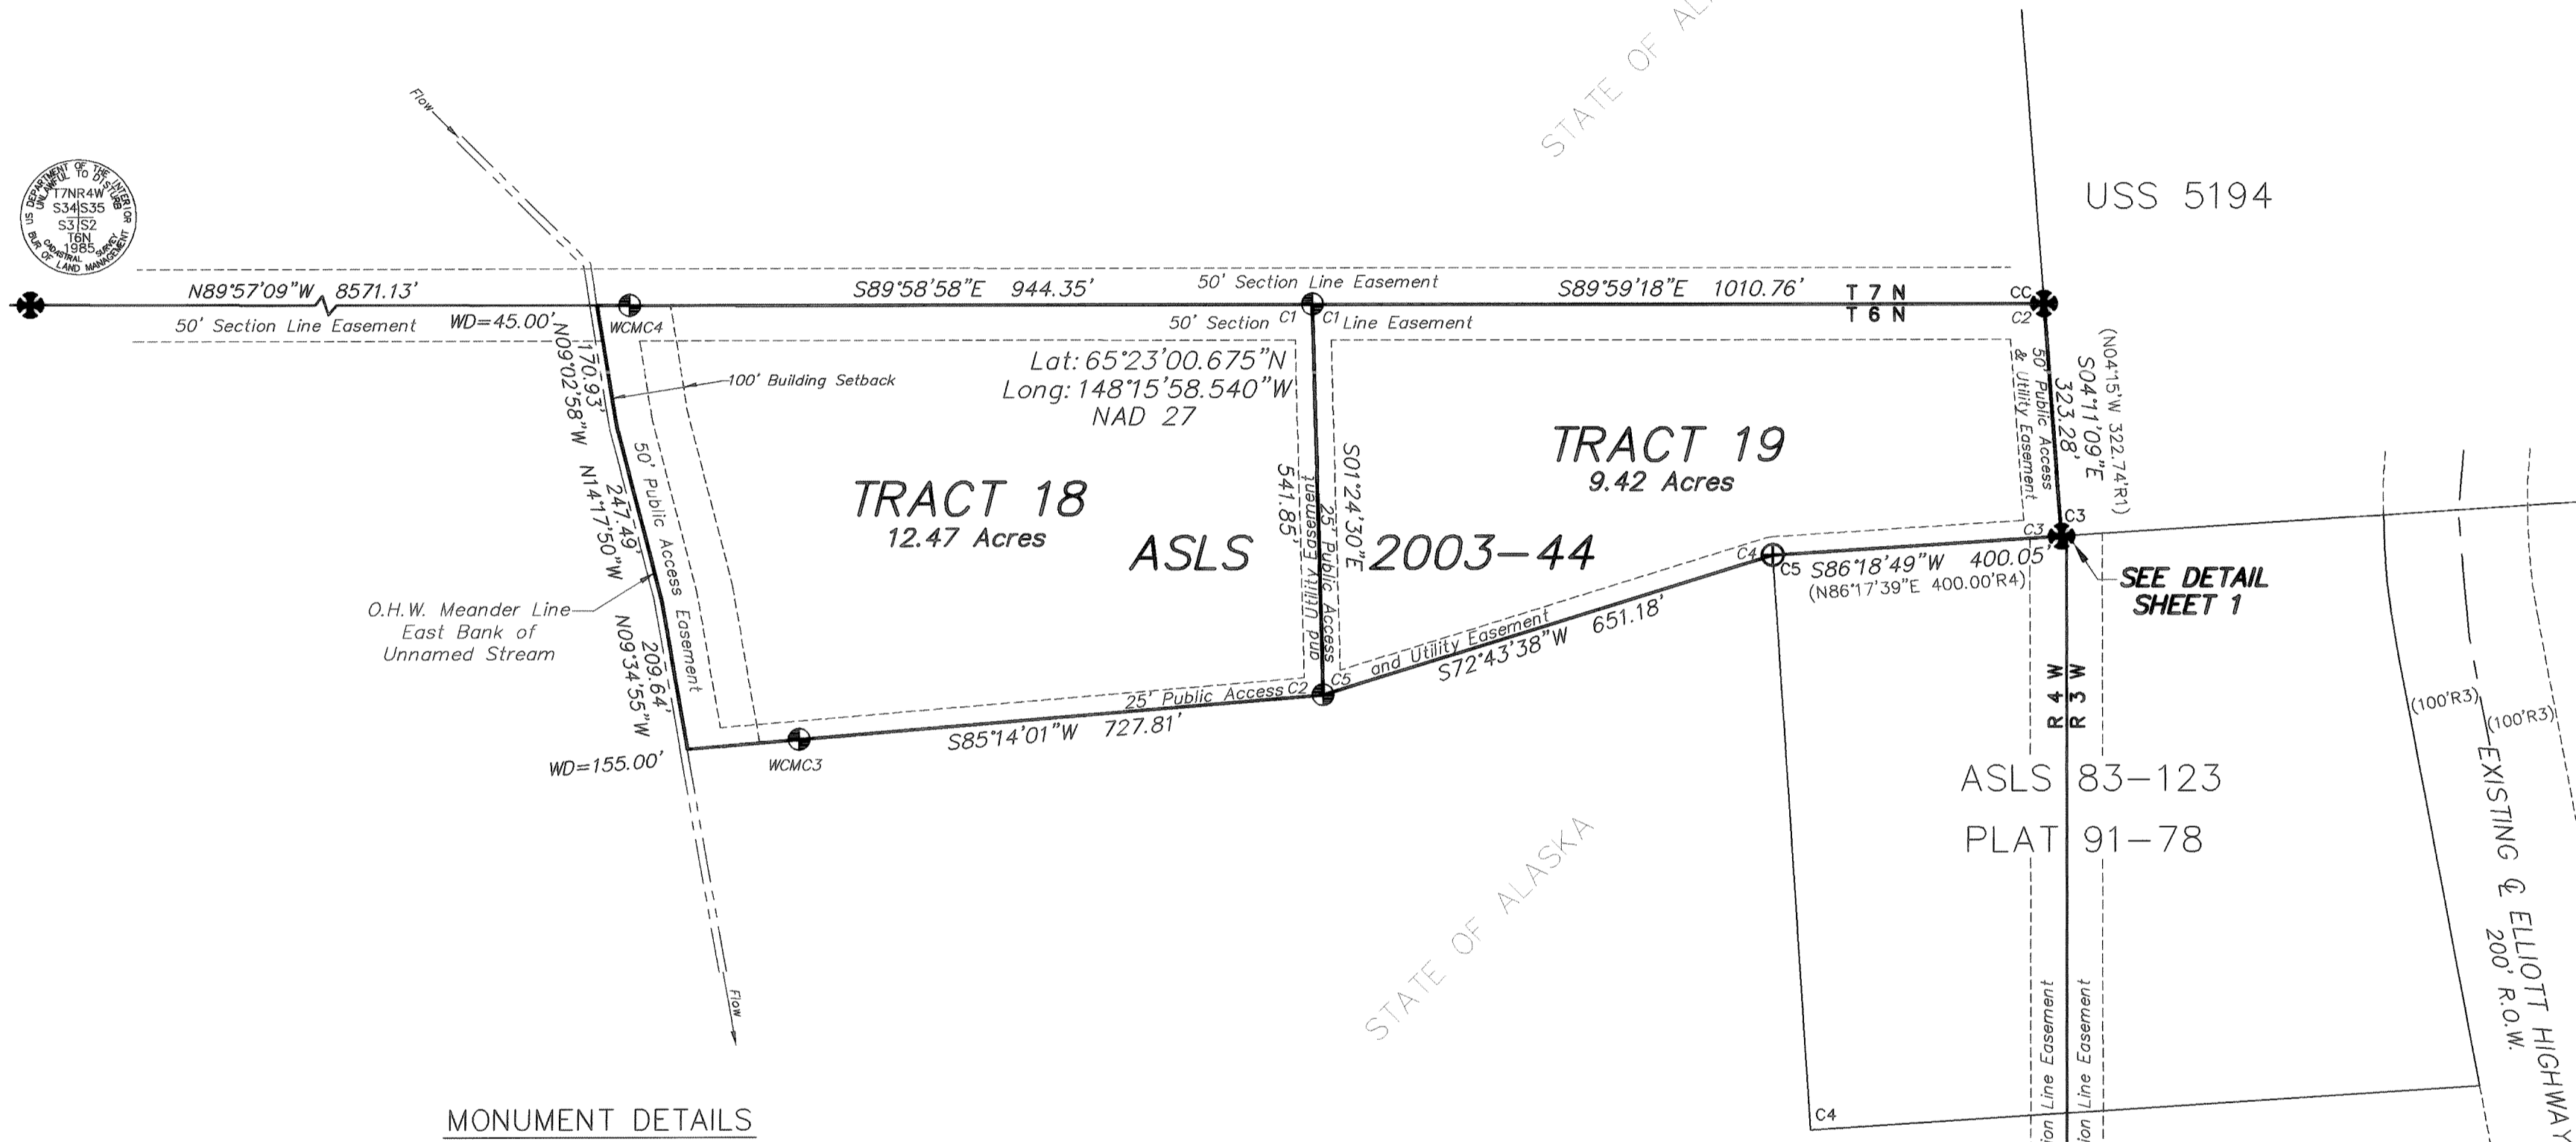 STATE OF AL
Flow
US DEPARTMENT OF THE INTERIOR
UNLAWFUL TO DISTURB
T7NR4W
S34 S35
S3 S2
T6N
1985
CADASTRAL SURVEY
BUR OF LAND MANAGEMENT
USS 5194
N89°57'09"W 8571.13'
50' Section Line Easement
WD=45.00'
WCMC4
S89°58'58"E 944.35'
50' Section Line Easement
50' Section C1 C1 Line Easement
S89°59'18"E 1010.76'
T 7 N
T 6 N
CC
C2
170.93'
N09°02'58"W
100' Building Setback
Lat: 65°23'00.675"N
Long: 148°15'58.540"W
NAD 27
50' Public Access
& Utility Easement
(N04°15'W 322.74'R1)
S04°11'09"E
323.28'
TRACT 18
12.47 Acres
TRACT 19
9.42 Acres
247.49'
N14°17'50"W
50' Public Access Easement
S01°24'30"E
541.85'
25' Public Access
and Utility Easement
ASLS 2003-44
C3
C3
C4
C5
S86°18'49"W 400.05'
(N86°17'39"E 400.00'R4)
SEE DETAIL
SHEET 1
O.H.W. Meander Line
East Bank of
Unnamed Stream
209.64'
N09°34'55"W
and Utility Easement
S72°43'38"W 651.18'
25' Public Access C2
C5
S85°14'01"W 727.81'
WD=155.00'
WCMC3
R 4 W
R 3 W
(100'R3)
(100'R3)
ASLS 83-123
PLAT 91-78
EXISTING ℄ ELLIOTT HIGHWAY
200' R.O.W.
STATE OF ALASKA
Flow
ion Line Easement
ion Line Easement
C4
MONUMENT DETAILS